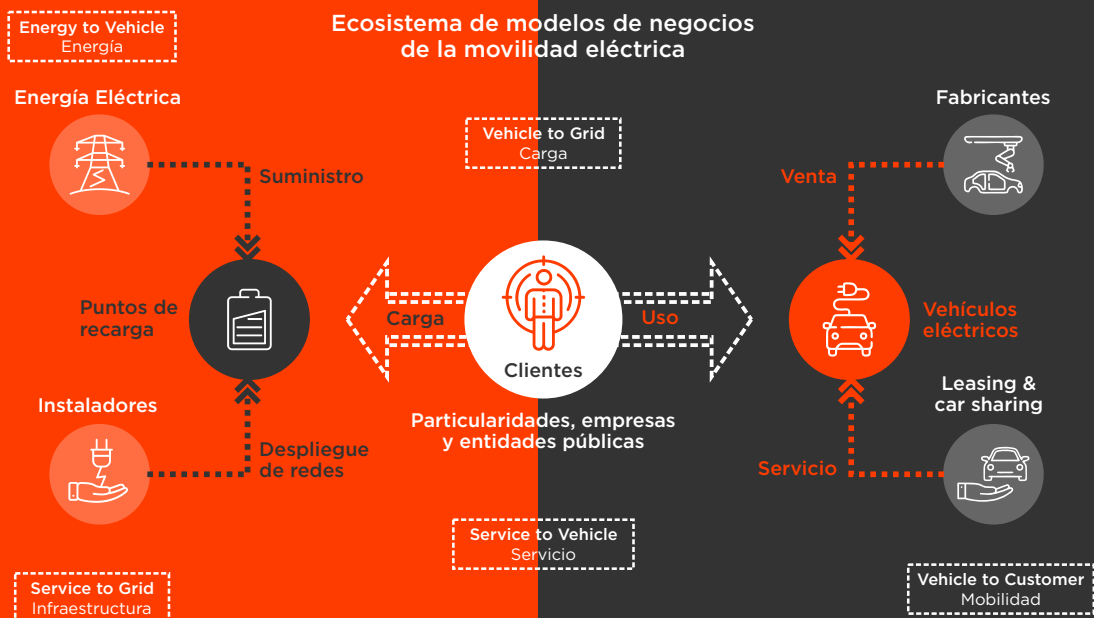 Energy to Vehicle
Energía
Ecosistema de modelos de negocios
de la movilidad eléctrica
Energía Eléctrica
Fabricantes
Vehicle to Grid
Carga
Suministro
Venta
Puntos de
recarga
Carga
Uso
Vehículos
eléctricos
Clientes
Leasing &
car sharing
Instaladores
Particularidades, empresas
y entidades públicas
Despliegue
de redes
Servicio
Service to Vehicle
Servicio
Service to Grid
Infraestructura
Vehicle to Customer
Mobilidad